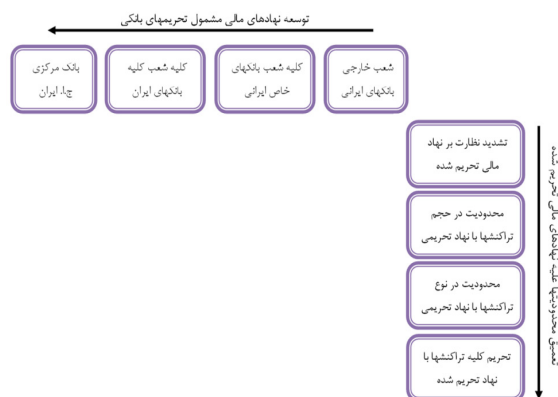 توسعه نهادهای مالی مشمول تحریمهای بانکی
شعب خارجی
بانکهای ایرانی
کلیه شعب بانکهای
خاص ایرانی
کلیه شعب کلیه
بانکهای ایران
بانک مرکزی
ج.ا. ایران
تشدید نظارت بر نهاد
مالی تحریم شده
محدودیت در حجم
تراکنشها با نهاد تحریمی
محدودیت در نوع
تراکنشها با نهاد تحریمی
تحریم کلیه تراکنشها با
نهاد تحریم شده
تعمیق محدودیتها علیه نهادهای مالی تحریم شده